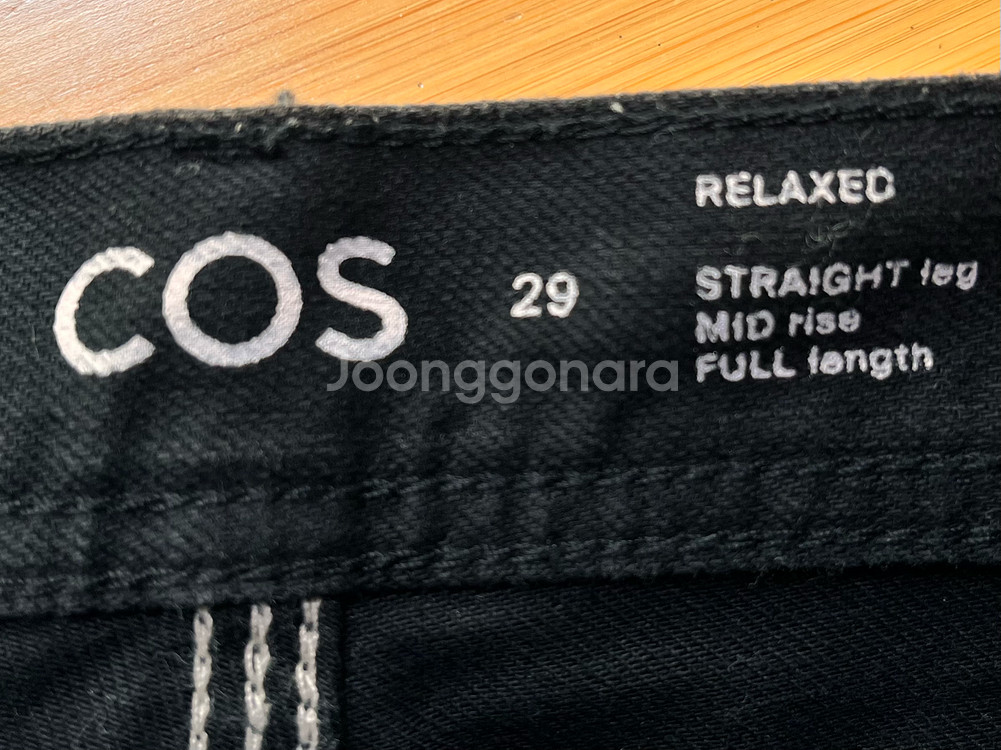 COS
29
RELAXED
STRAIGHT leg
MID rise
FULL length
Joonggonara